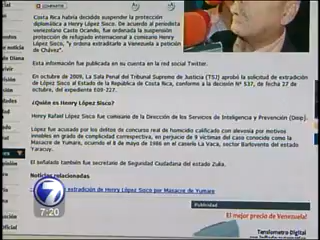 Costa Rica habría decidido suspender la protección
diplomática a Henry López Sisco. De acuerdo al periodista
venezolano Casto Ocando, fue ordenada la suspensión de
protección de refugiado internacional a comisario Henry López
Sisco, "y ordena extraditarle a Venezuela a petición de
Chávez".
Esta información fue publicada en su cuenta en la red social Twitter.
En octubre de 2009, La Sala Penal del Tribunal Supremo de Justicia (TSJ) aprobó la solicitud de extradición
de López Sisco al Estado de la República de Costa Rica, conforme a la decisión Nº 537, de fecha 27 de
octubre, del expediente E09-227.
¿Quién es Henry López Sisco?
Henry Rafael López Sisco fue comisario de la Dirección de los Servicios de Inteligencia y Prevención (Disip).
López fue acusado por los delitos de concurso real de homicidio calificado con alevosía por motivos
innobles en grado de complicidad correspectiva, en perjuicio de 9 víctimas del caso conocido como la
Masacre de Yumare, ocurrido el 8 de mayo de 1986 en el caserío La Vaca, sector Barlovento del estado
Yaracuy.
El señalado también fue secretario de Seguridad Ciudadana del estado Zulia.
Noticias relacionadas
extradición de Henry López Sisco por Masacre de Yumare
de noticia
e Diana
Publicidad
El mejor precio de Venezuela!
7
7:20